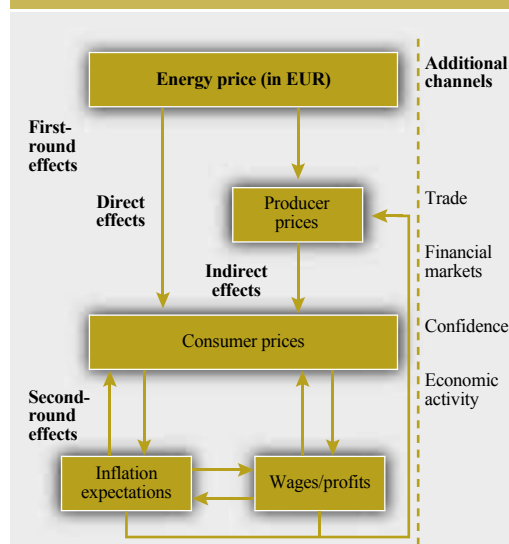 Energy price (in EUR)
Additional
channels
First-
round
effects
Direct
effects
Producer
prices
Trade
Financial
markets
Indirect
effects
Consumer prices
Confidence
Economic
activity
Second-
round
effects
Inflation
expectations
Wages/profits